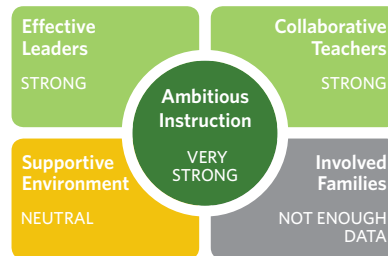 Effective
Leaders
STRONG
Collaborative
Teachers
STRONG
Ambitious
Instruction
VERY
STRONG
Supportive
Environment
NEUTRAL
Involved
Families
NOT ENOUGH
DATA